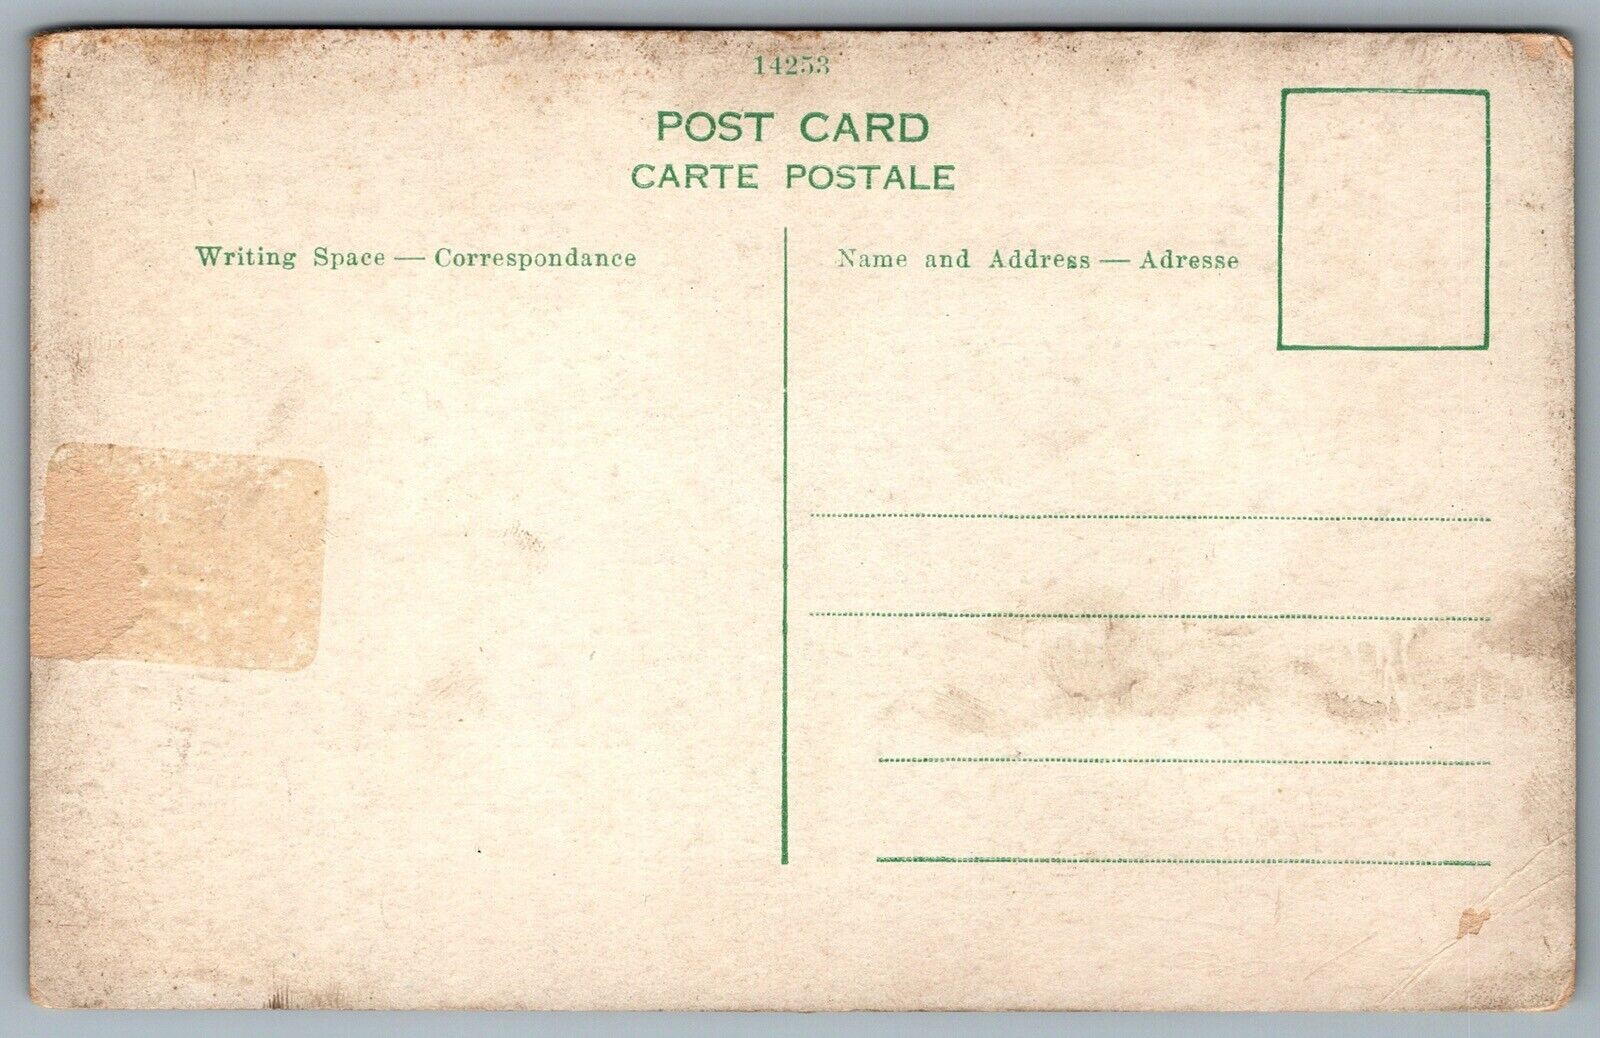 14253
POST CARD
CARTE POSTALE
Writing Space — Correspondance
Name and Address — Adresse